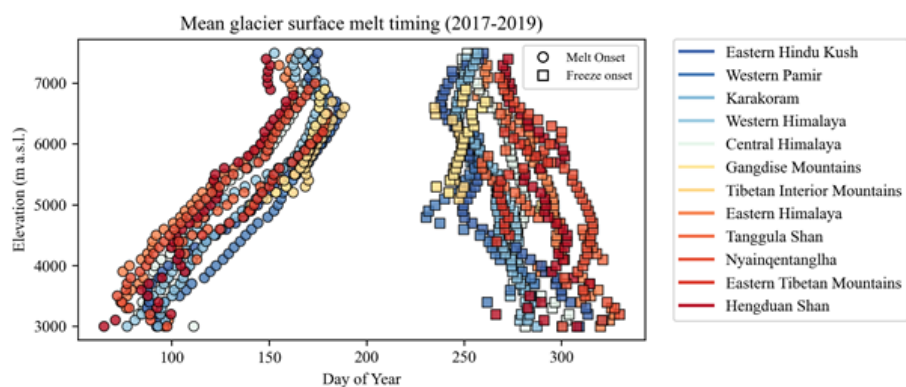 Mean glacier surface melt timing (2017-2019)
Melt Onset
Freeze onset
7000
6000
5000
4000
3000
Elevation (m a.s.l.)
100
150
200
250
300
Day of Year
Eastern Hindu Kush
Western Pamir
Karakoram
Western Himalaya
Central Himalaya
Gangdise Mountains
Tibetan Interior Mountains
Eastern Himalaya
Tanggula Shan
Nyainqentanglha
Eastern Tibetan Mountains
Hengduan Shan